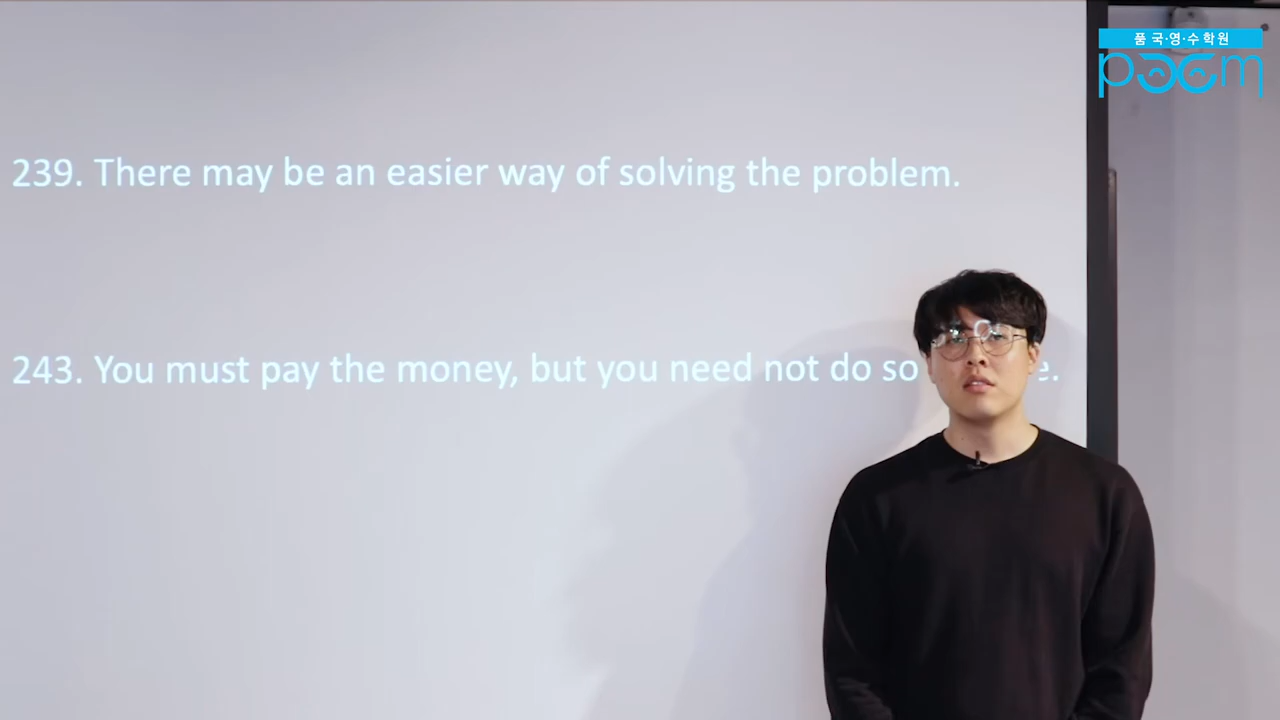 품 국·영·수 학원
poem
239. There may be an easier way of solving the problem.
243. You must pay the money, but you need not do so